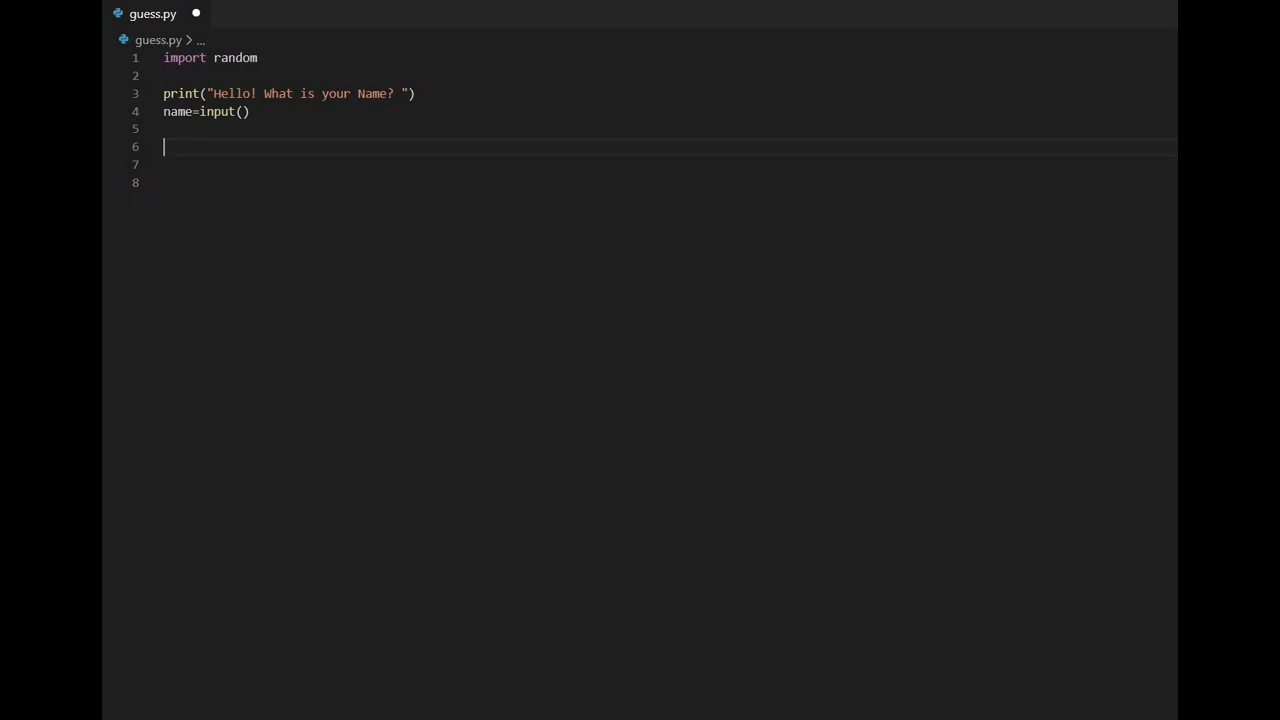 guess.py
guess.py > ...
1 import random
2
3 print("Hello! What is your Name? ")
4 name=input()
5
6
7
8